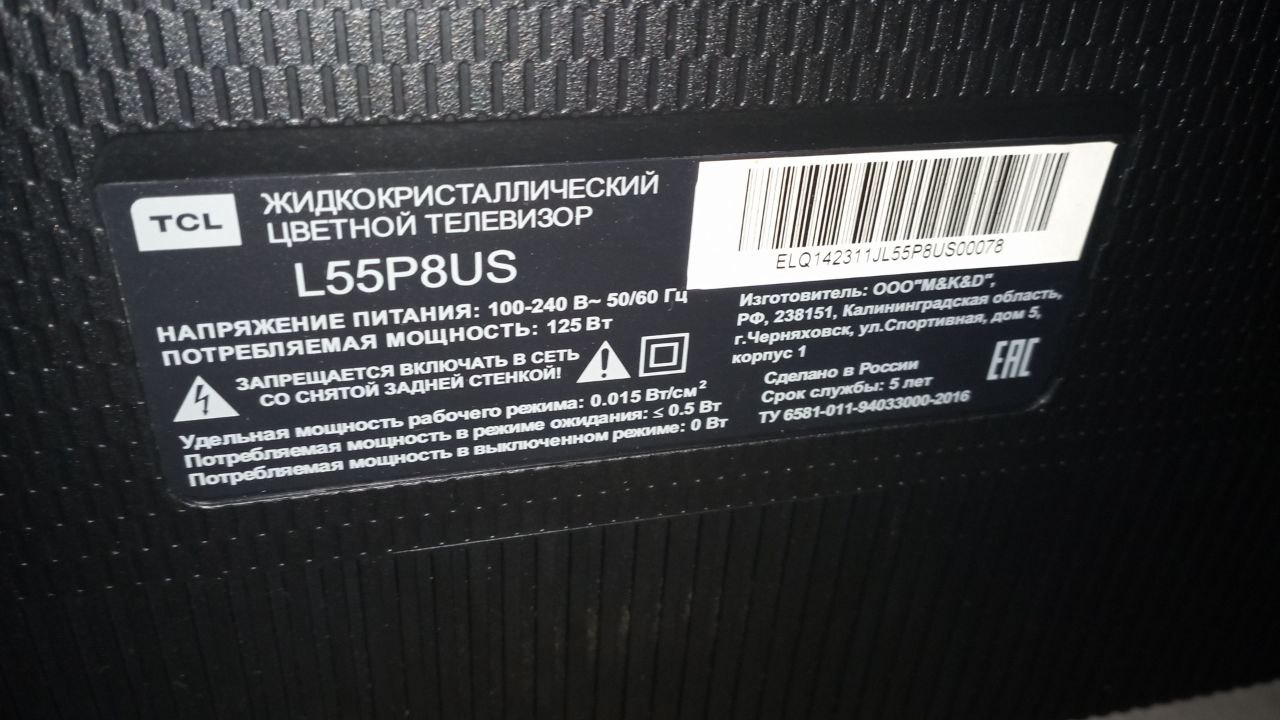 TCL
ЖИДКОКРИСТАЛЛИЧЕСКИЙ
ЦВЕТНОЙ ТЕЛЕВИЗОР
L55P8US
НАПРЯЖЕНИЕ ПИТАНИЯ: 100-240 В~ 50/60 Гц
ПОТРЕБЛЯЕМАЯ МОЩНОСТЬ: 125 Вт
ЗАПРЕЩАЕТСЯ ВКЛЮЧАТЬ В СЕТЬ
СО СНЯТОЙ ЗАДНЕЙ СТЕНКОЙ!
Удельная мощность рабочего режима: 0.015 Вт/см²
Потребляемая мощность в режиме ожидания: ≤ 0.5 Вт
Потребляемая мощность в выключенном режиме: 0 Вт
ELQ142311JL55P8US00078
Изготовитель: ООО"M&K&D",
РФ, 238151, Калининградская область,
г.Черняховск, ул.Спортивная, дом 5,
корпус 1
Сделано в России
Срок службы: 5 лет
ТУ 6581-011-94033000-2016
EAC